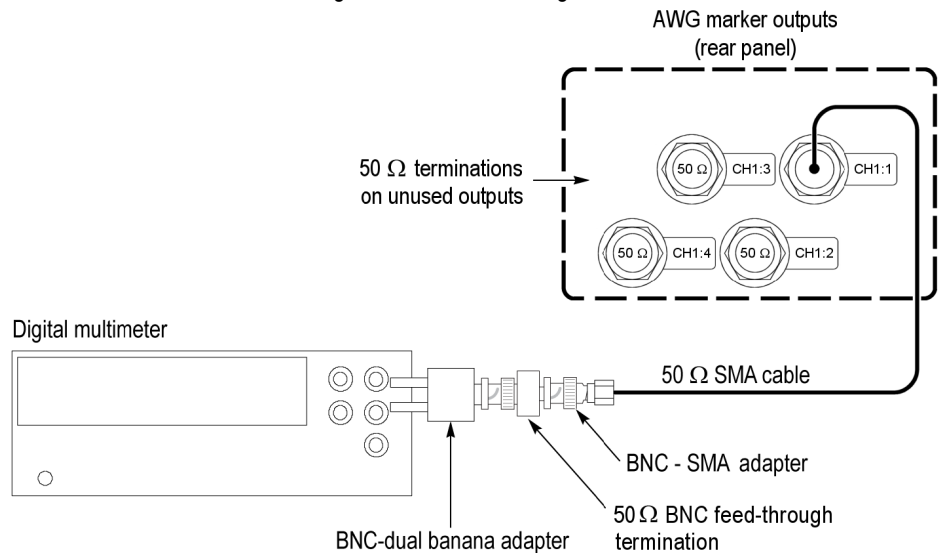 AWG marker outputs
(rear panel)
50 Ω terminations
on unused outputs
50 Ω
CH1:3
CH1:1
50 Ω
CH1:4
50 Ω
CH1:2
Digital multimeter
50 Ω SMA cable
BNC - SMA adapter
50 Ω BNC feed-through
termination
BNC-dual banana adapter